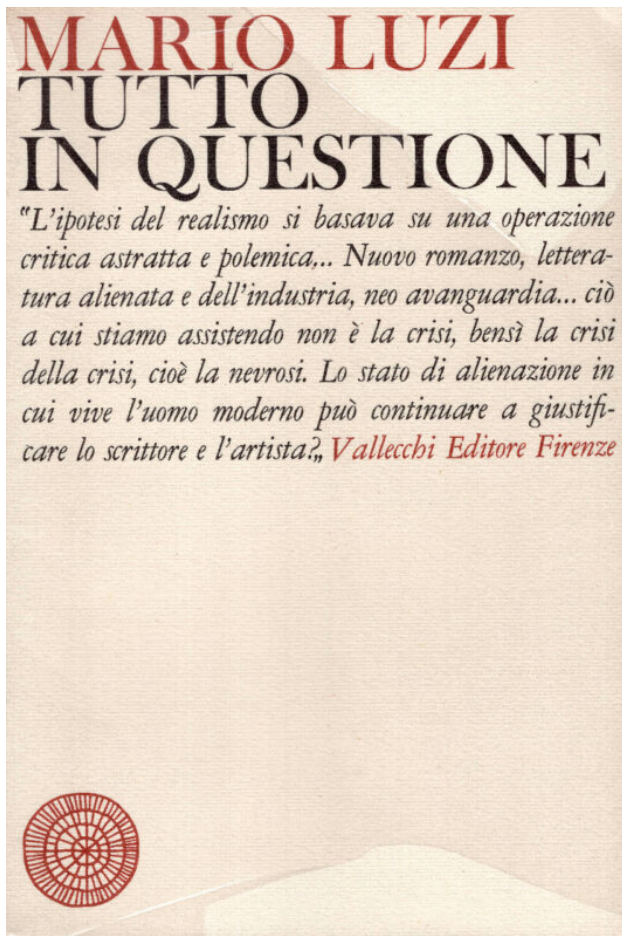 MARIO LUZI
TUTTO
IN QUESTIONE
"L'ipotesi del realismo si basava su una operazione
critica astratta e polemica... Nuovo romanzo, lettera-
tura alienata e dell'industria, neo avanguardia... ciò
a cui stiamo assistendo non è la crisi, bensì la crisi
della crisi, cioè la nevrosi. Lo stato di alienazione in
cui vive l'uomo moderno può continuare a giustifi-
care lo scrittore e l'artista?„ Vallecchi Editore Firenze